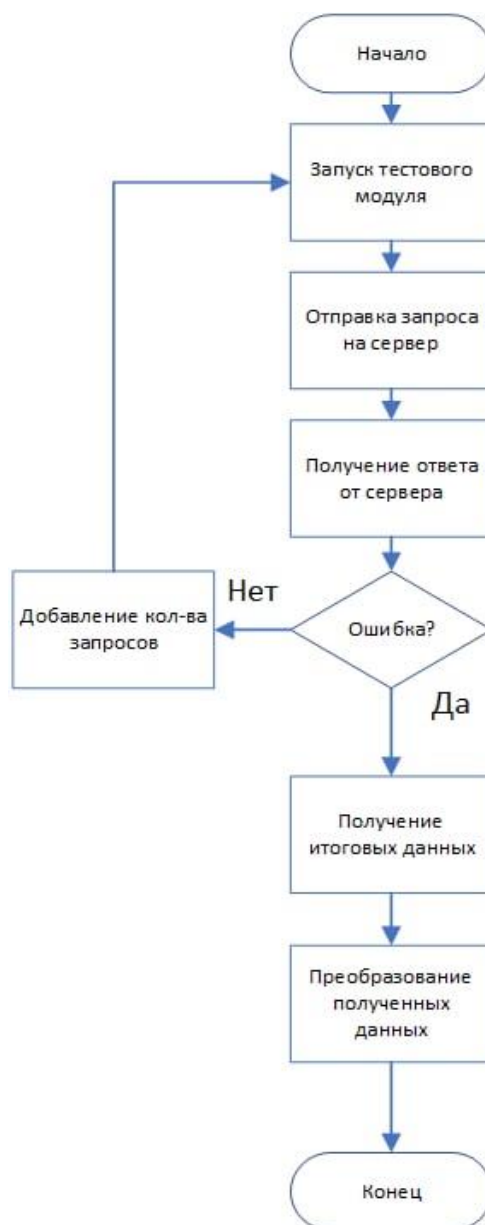 Начало
Запуск тестового
модуля
Отправка запроса
на сервер
Получение ответа
от сервера
Нет
Добавление кол-ва
запросов
Ошибка?
Да
Получение
итоговых данных
Преобразование
полученных
данных
Конец